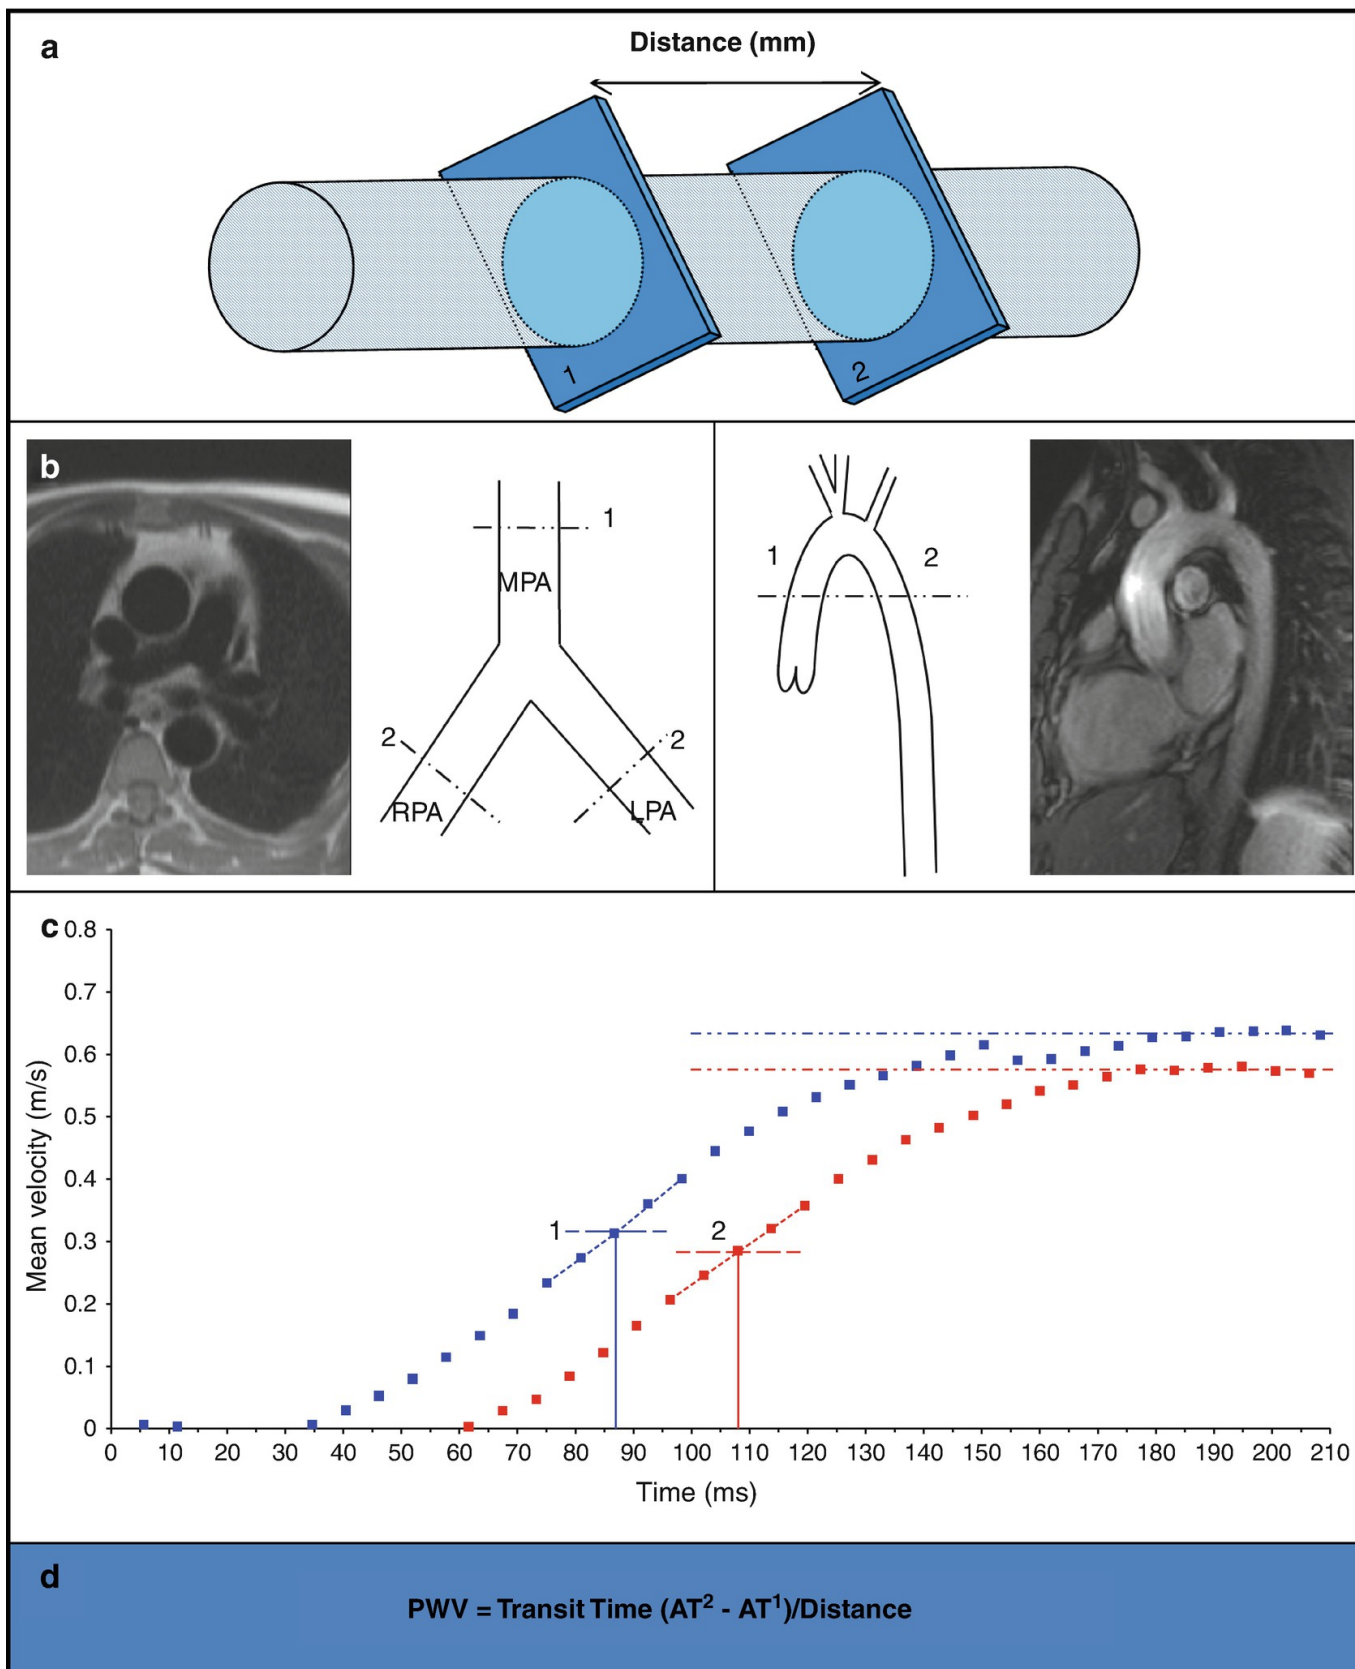 a
Distance (mm)
1
2
b
1
MPA
2
2
RPA
LPA
1
2
c
0.8
0.7
0.6
0.5
0.4
0.3
0.2
0.1
0
Mean velocity (m/s)
1
2
0 10 20 30 40 50 60 70 80 90 100 110 120 130 140 150 160 170 180 190 200 210
Time (ms)
d
PWV = Transit Time (AT² - AT¹)/Distance